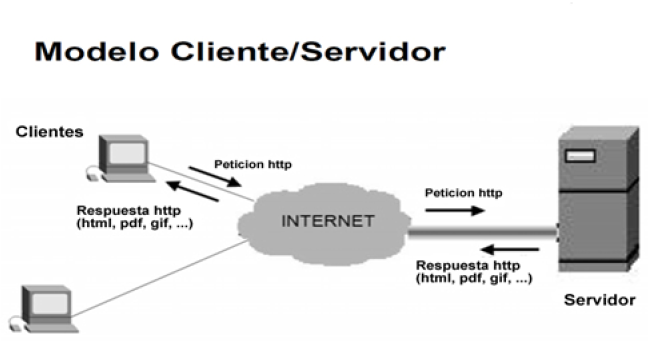 Modelo Cliente/Servidor
Clientes
Peticion http
Respuesta http
(html, pdf, gif, ...)
INTERNET
Peticion http
Respuesta http
(html, pdf, gif, ...)
Servidor